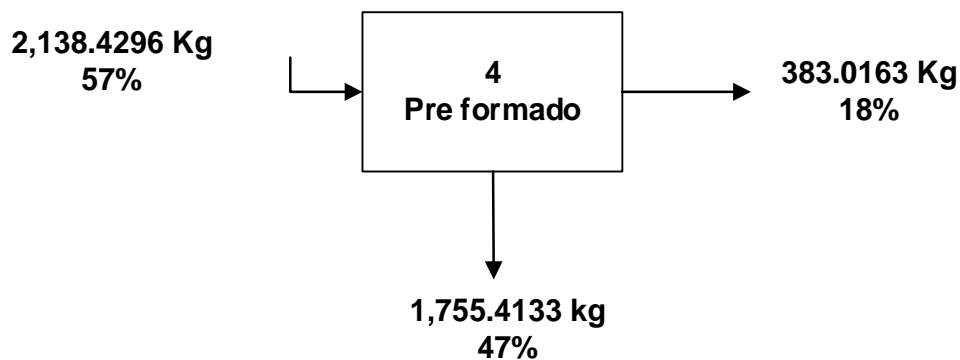 2,138.4296 Kg
57%
4
Pre formado
383.0163 Kg
18%
1,755.4133 kg
47%